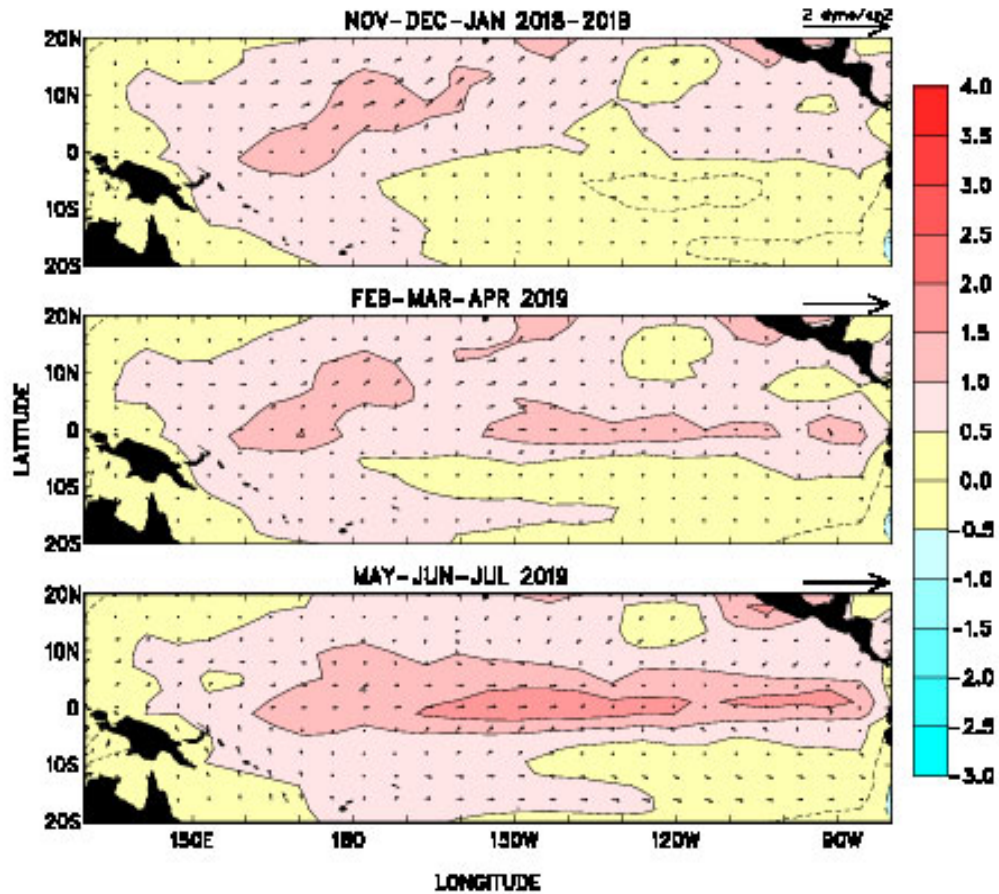 NOV-DEC-JAN 2018-2019
2 dyne/cm2
20N
10N
0
10S
20S
FEB-MAR-APR 2019
20N
10N
0
10S
20S
MAY-JUN-JUL 2019
20N
10N
0
10S
20S
150E 180 150W 120W 90W
LATITUDE
LONGITUDE
4.0
3.5
3.0
2.5
2.0
1.5
1.0
0.5
0.0
-0.5
-1.0
-1.5
-2.0
-2.5
-3.0